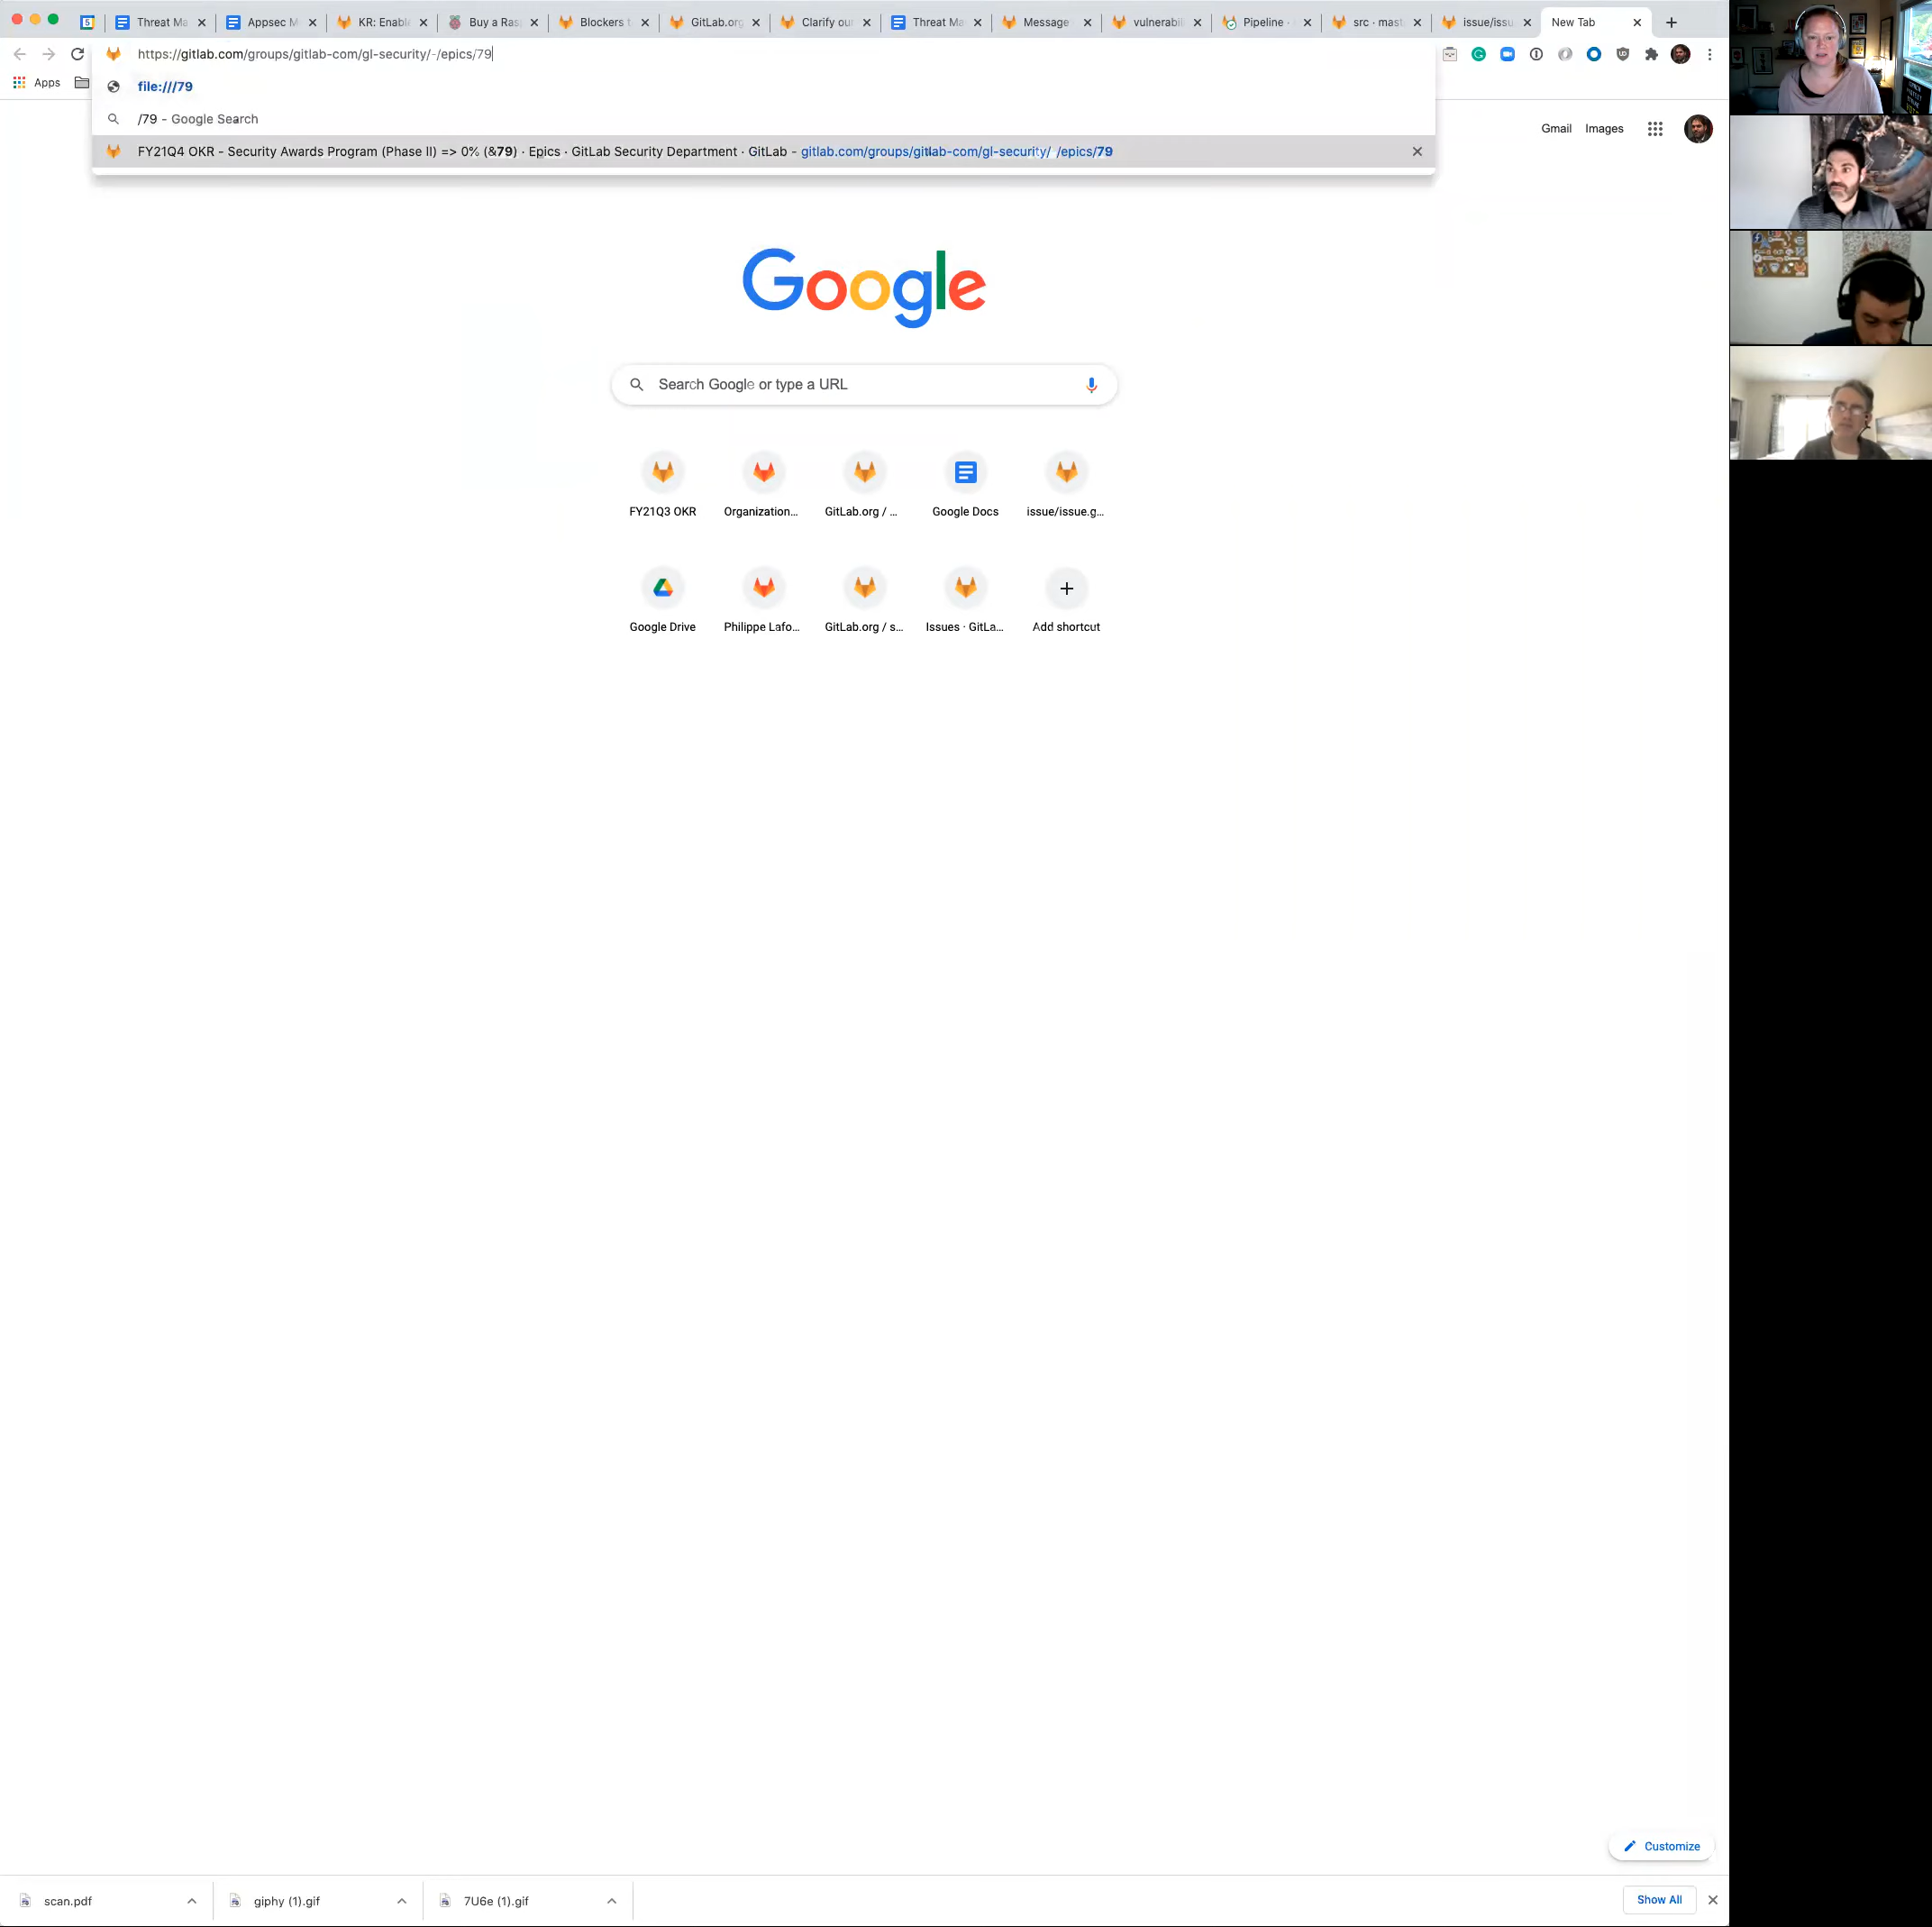 5 Threat Ma Appsec M KR: Enable Buy a Rasp Blockers t GitLab.org Clarify our Threat Ma Message vulnerabili Pipeline · src · mast issue/issu New Tab
https://gitlab.com/groups/gitlab-com/gl-security/-/epics/79
Apps
file:///79
/79 - Google Search
FY21Q4 OKR - Security Awards Program (Phase II) => 0% (&79) · Epics · GitLab Security Department · GitLab - gitlab.com/groups/gitlab-com/gl-security/-/epics/79
Gmail Images
Google
Search Google or type a URL
FY21Q3 OKR Organization... GitLab.org / ... Google Docs issue/issue.g...
Google Drive Philippe Lafo... GitLab.org / s... Issues · GitLa... Add shortcut
Customize
scan.pdf giphy (1).gif 7U6e (1).gif Show All